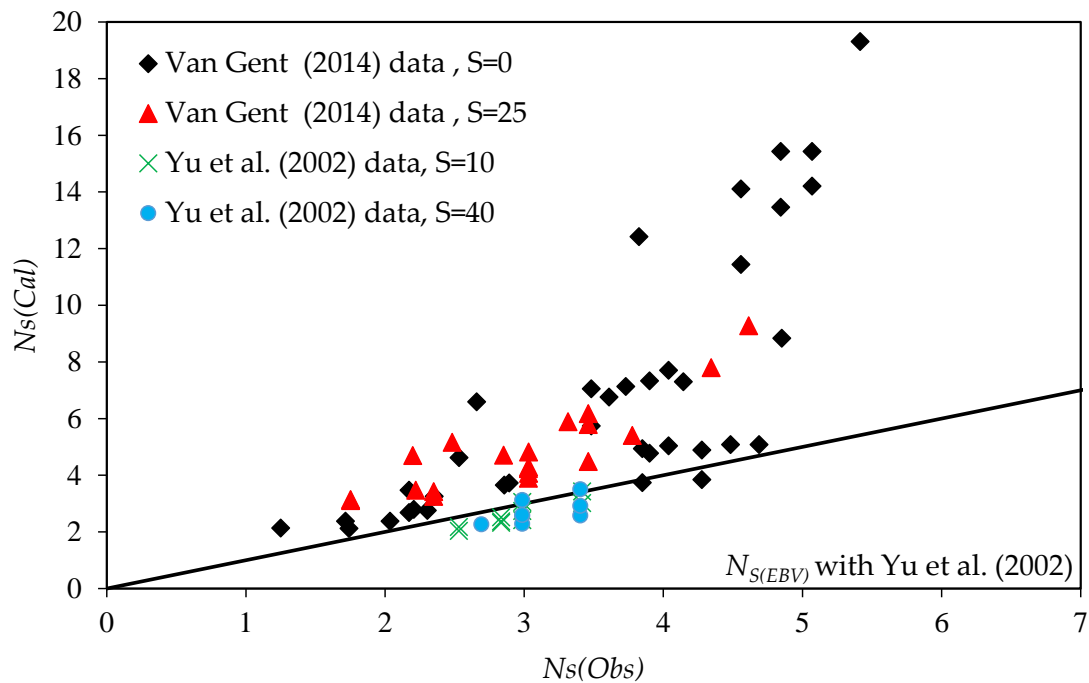 20
18
16
14
12
10
8
6
4
2
0
Ns(Cal)
Van Gent (2014) data , S=0
Van Gent (2014) data , S=25
Yu et al. (2002) data, S=10
Yu et al. (2002) data, S=40
N_S(EBV) with Yu et al. (2002)
0 1 2 3 4 5 6 7
Ns(Obs)